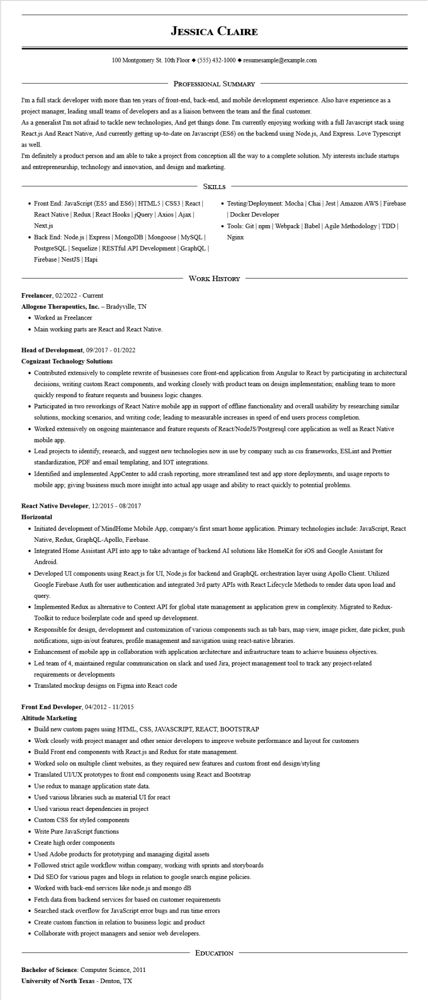 Jessica Claire
100 Montgomery St. 10th Floor ◆ (555) 432-1000 ◆ resumesample@example.com
Professional Summary
I'm a full stack developer with more than ten years of front-end, back-end, and mobile development experience. Also have experience as a
project manager, leading small teams of developers and as a liaison between the team and the final customer.
As a generalist I'm not afraid to tackle new technologies, And get things done. I'm currently enjoying working with a full Javascript stack using
React.js And React Native, And currently getting up-to-date on Javascript (ES6) on the backend using Node.js, And Express. Love Typescript
as well.
I'm definitely a product person and am able to take a project from conception all the way to a complete solution. My interests include startups
and entrepreneurship, technology and innovation, and design and marketing.
Skills
• Front End: JavaScript (ES5 and ES6) | HTML5 | CSS3 | React |
React Native | Redux | React Hooks | jQuery | Axios | Ajax |
Next.js
• Back End: Node.js | Express | MongoDB | Mongoose | MySQL |
PostgreSQL | Sequelize | RESTful API Development | GraphQL |
Firebase | NestJS | Hapi
• Testing/Deployment: Mocha | Chai | Jest | Amazon AWS | Firebase
| Docker Developer
• Tools: Git | npm | Webpack | Babel | Agile Methodology | TDD |
Nginx
Work History
Freelancer, 02/2022 - Current
Allogene Therapeutics, Inc. – Bradyville, TN
• Worked as Freelancer
• Main working parts are React and React Native.
Head of Development, 09/2017 - 01/2022
Cognizant Technology Solutions
• Contributed extensively to complete rewrite of businesses core front-end application from Angular to React by participating in architectural
decisions, writing custom React components, and working closely with product team on design implementation; enabling team to more
quickly respond to feature requests and business logic changes.
• Participated in two reworkings of React Native mobile app in support of offline functionality and overall usability by researching similar
solutions, mocking scenarios, and writing code; leading to measurable increases in speed of end users process completion.
• Worked extensively on ongoing maintenance and feature requests of React/NodeJS/Postgresql core application as well as React Native
mobile app.
• Lead projects to identify, research, and suggest new technologies now in use by company such as css frameworks, ESLint and Prettier
standardization, PDF and email templating, and IOT integrations.
• Identified and implemented AppCenter to add crash reporting, more streamlined test and app store deployments, and usage reports to
mobile app; giving business much more insight into actual app usage and ability to react quickly to potential problems.
React Native Developer, 12/2015 - 08/2017
Horizontal
• Initiated development of MindHome Mobile App, company's first smart home application. Primary technologies include: JavaScript, React
Native, Redux, GraphQL-Apollo, Firebase.
• Integrated Home Assistant API into app to take advantage of backend AI solutions like HomeKit for iOS and Google Assistant for
Android.
• Developed UI components using React.js for UI, Node.js for backend and GraphQL orchestration layer using Apollo Client. Utilized
Google Firebase Auth for user authentication and integrated 3rd party APIs with React Lifecycle Methods to render data upon load and
query.
• Implemented Redux as alternative to Context API for global state management as application grew in complexity. Migrated to Redux-
Toolkit to reduce boilerplate code and speed up development.
• Responsible for design, development and customization of various components such as tab bars, map view, image picker, date picker, push
notifications, sign-in/out features, profile management and navigation using react-native libraries.
• Enhancement of mobile app in collaboration with application architecture and infrastructure team to achieve business objectives.
• Led team of 4, maintained regular communication on slack and used Jira, project management tool to track any project-related
requirements or developments
• Translated mockup designs on Figma into React code
Front End Developer, 04/2012 - 11/2015
Altitude Marketing
• Build new custom pages using HTML, CSS, JAVASCRIPT, REACT, BOOTSTRAP
• Work closely with project manager and other senior developers to improve website performance and layout for customers
• Build Front end components with React.js and Redux for state management.
• Worked solo on multiple client websites, as they required new features and custom front end design/styling
• Translated UI/UX prototypes to front end components using React and Bootstrap
• Use redux to manage application state data.
• Used various libraries such as material UI for react
• Used various react dependencies in project
• Custom CSS for styled components
• Write Pure JavaScript functions
• Create high order components
• Used Adobe products for prototyping and managing digital assets
• Followed strict agile workflow within company, working with sprints and storyboards
• Did SEO for various pages and blogs in relation to google search engine policies.
• Worked with back-end services like node.js and mongo dB
• Fetch data from backend services for based on customer requirements
• Searched stack overflow for JavaScript error bugs and run time errors
• Create custom function in relation to business logic and product
• Collaborate with project managers and senior web developers.
Education
Bachelor of Science: Computer Science, 2011
University of North Texas - Denton, TX